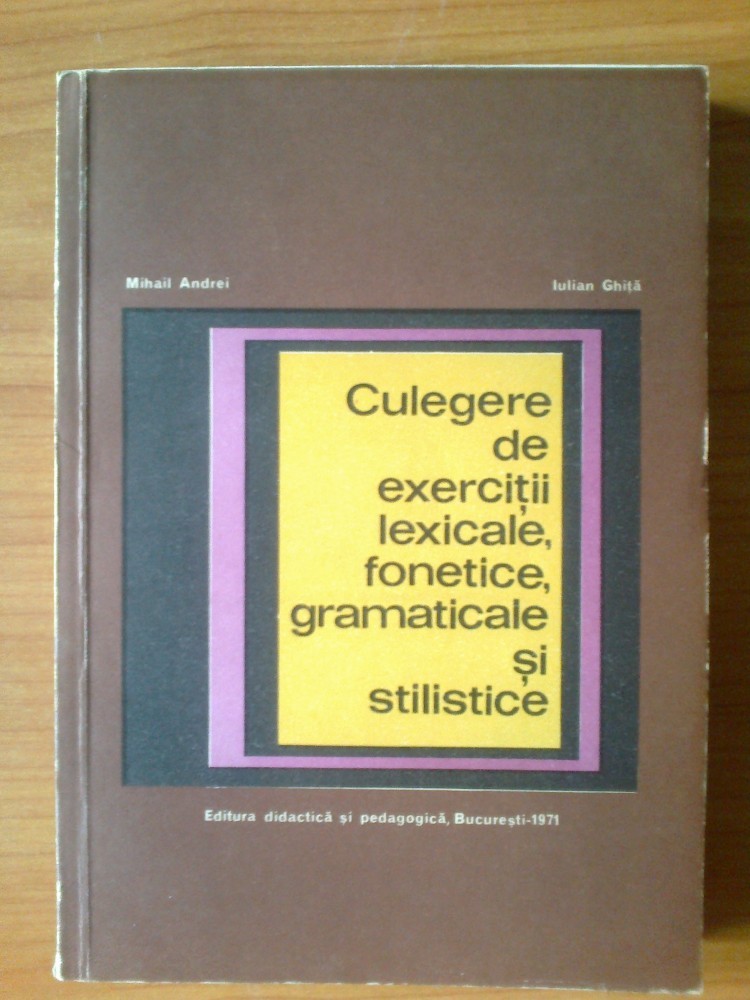 Mihail Andrei
Iulian Ghiță
Culegere
de
exerciții
lexicale,
fonetice,
gramaticale
și
stilistice
Editura didactică și pedagogică, București-1971